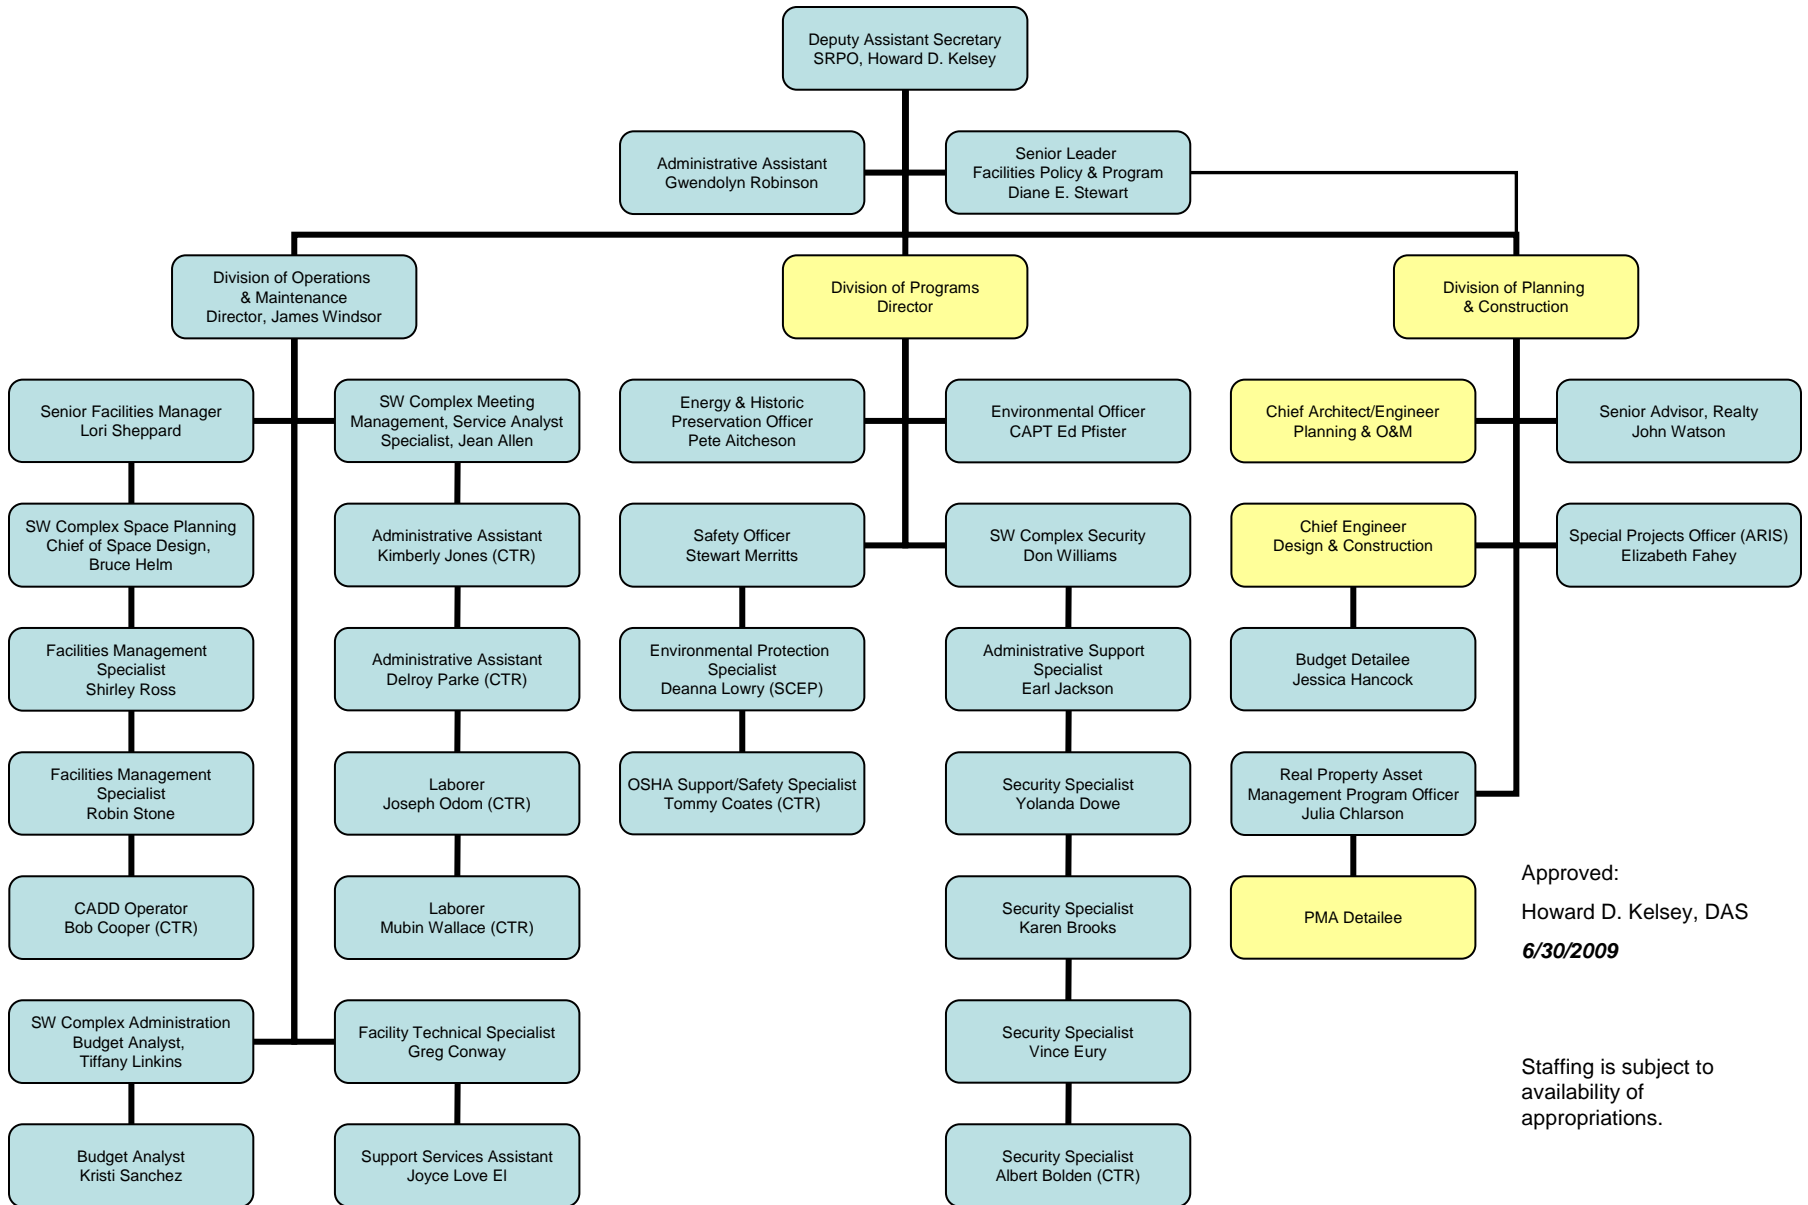 Deputy Assistant Secretary
SRPO, Howard D. Kelsey
Administrative Assistant
Gwendolyn Robinson
Senior Leader
Facilities Policy & Program
Diane E. Stewart
Division of Operations
& Maintenance
Director, James Windsor
Division of Programs
Director
Division of Planning
& Construction
Senior Facilities Manager
Lori Sheppard
SW Complex Meeting
Management, Service Analyst
Specialist, Jean Allen
Energy & Historic
Preservation Officer
Pete Aitcheson
Environmental Officer
CAPT Ed Pfister
Chief Architect/Engineer
Planning & O&M
Senior Advisor, Realty
John Watson
SW Complex Space Planning
Chief of Space Design,
Bruce Helm
Administrative Assistant
Kimberly Jones (CTR)
Safety Officer
Stewart Merritts
SW Complex Security
Don Williams
Chief Engineer
Design & Construction
Special Projects Officer (ARIS)
Elizabeth Fahey
Facilities Management
Specialist
Shirley Ross
Administrative Assistant
Delroy Parke (CTR)
Environmental Protection
Specialist
Deanna Lowry (SCEP)
Administrative Support
Specialist
Earl Jackson
Budget Detailee
Jessica Hancock
Facilities Management
Specialist
Robin Stone
Laborer
Joseph Odom (CTR)
OSHA Support/Safety Specialist
Tommy Coates (CTR)
Security Specialist
Yolanda Dowe
Real Property Asset
Management Program Officer
Julia Chlarson
CADD Operator
Bob Cooper (CTR)
Laborer
Mubin Wallace (CTR)
Security Specialist
Karen Brooks
PMA Detailee
Approved:
Howard D. Kelsey, DAS
6/30/2009
SW Complex Administration
Budget Analyst,
Tiffany Linkins
Facility Technical Specialist
Greg Conway
Security Specialist
Vince Eury
Staffing is subject to
availability of
appropriations.
Budget Analyst
Kristi Sanchez
Support Services Assistant
Joyce Love El
Security Specialist
Albert Bolden (CTR)